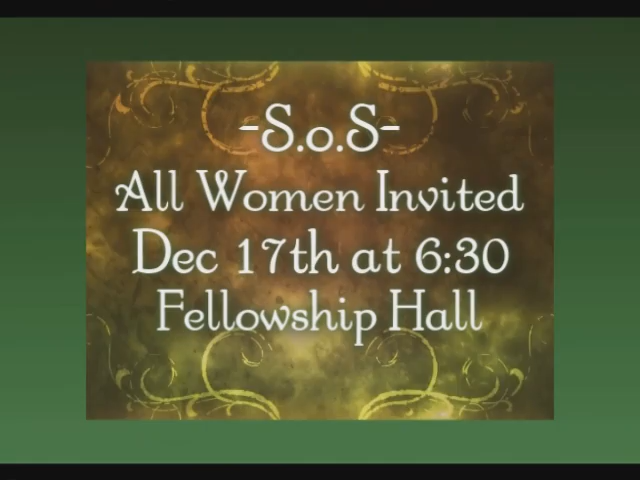 -S.o.S-
All Women Invited
Dec 17th at 6:30
Fellowship Hall